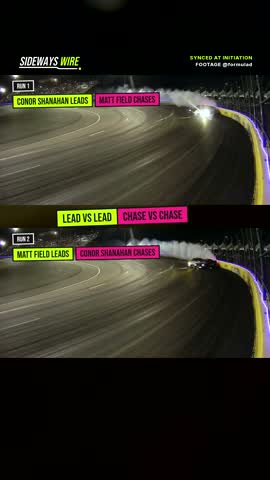 SIDEWAYS WIRE
SYNCED AT INITIATION
FOOTAGE @formulad
RUN 1
CONOR SHANAHAN LEADS MATT FIELD CHASES
LEAD VS LEAD CHASE VS CHASE
RUN 2
MATT FIELD LEADS CONOR SHANAHAN CHASES